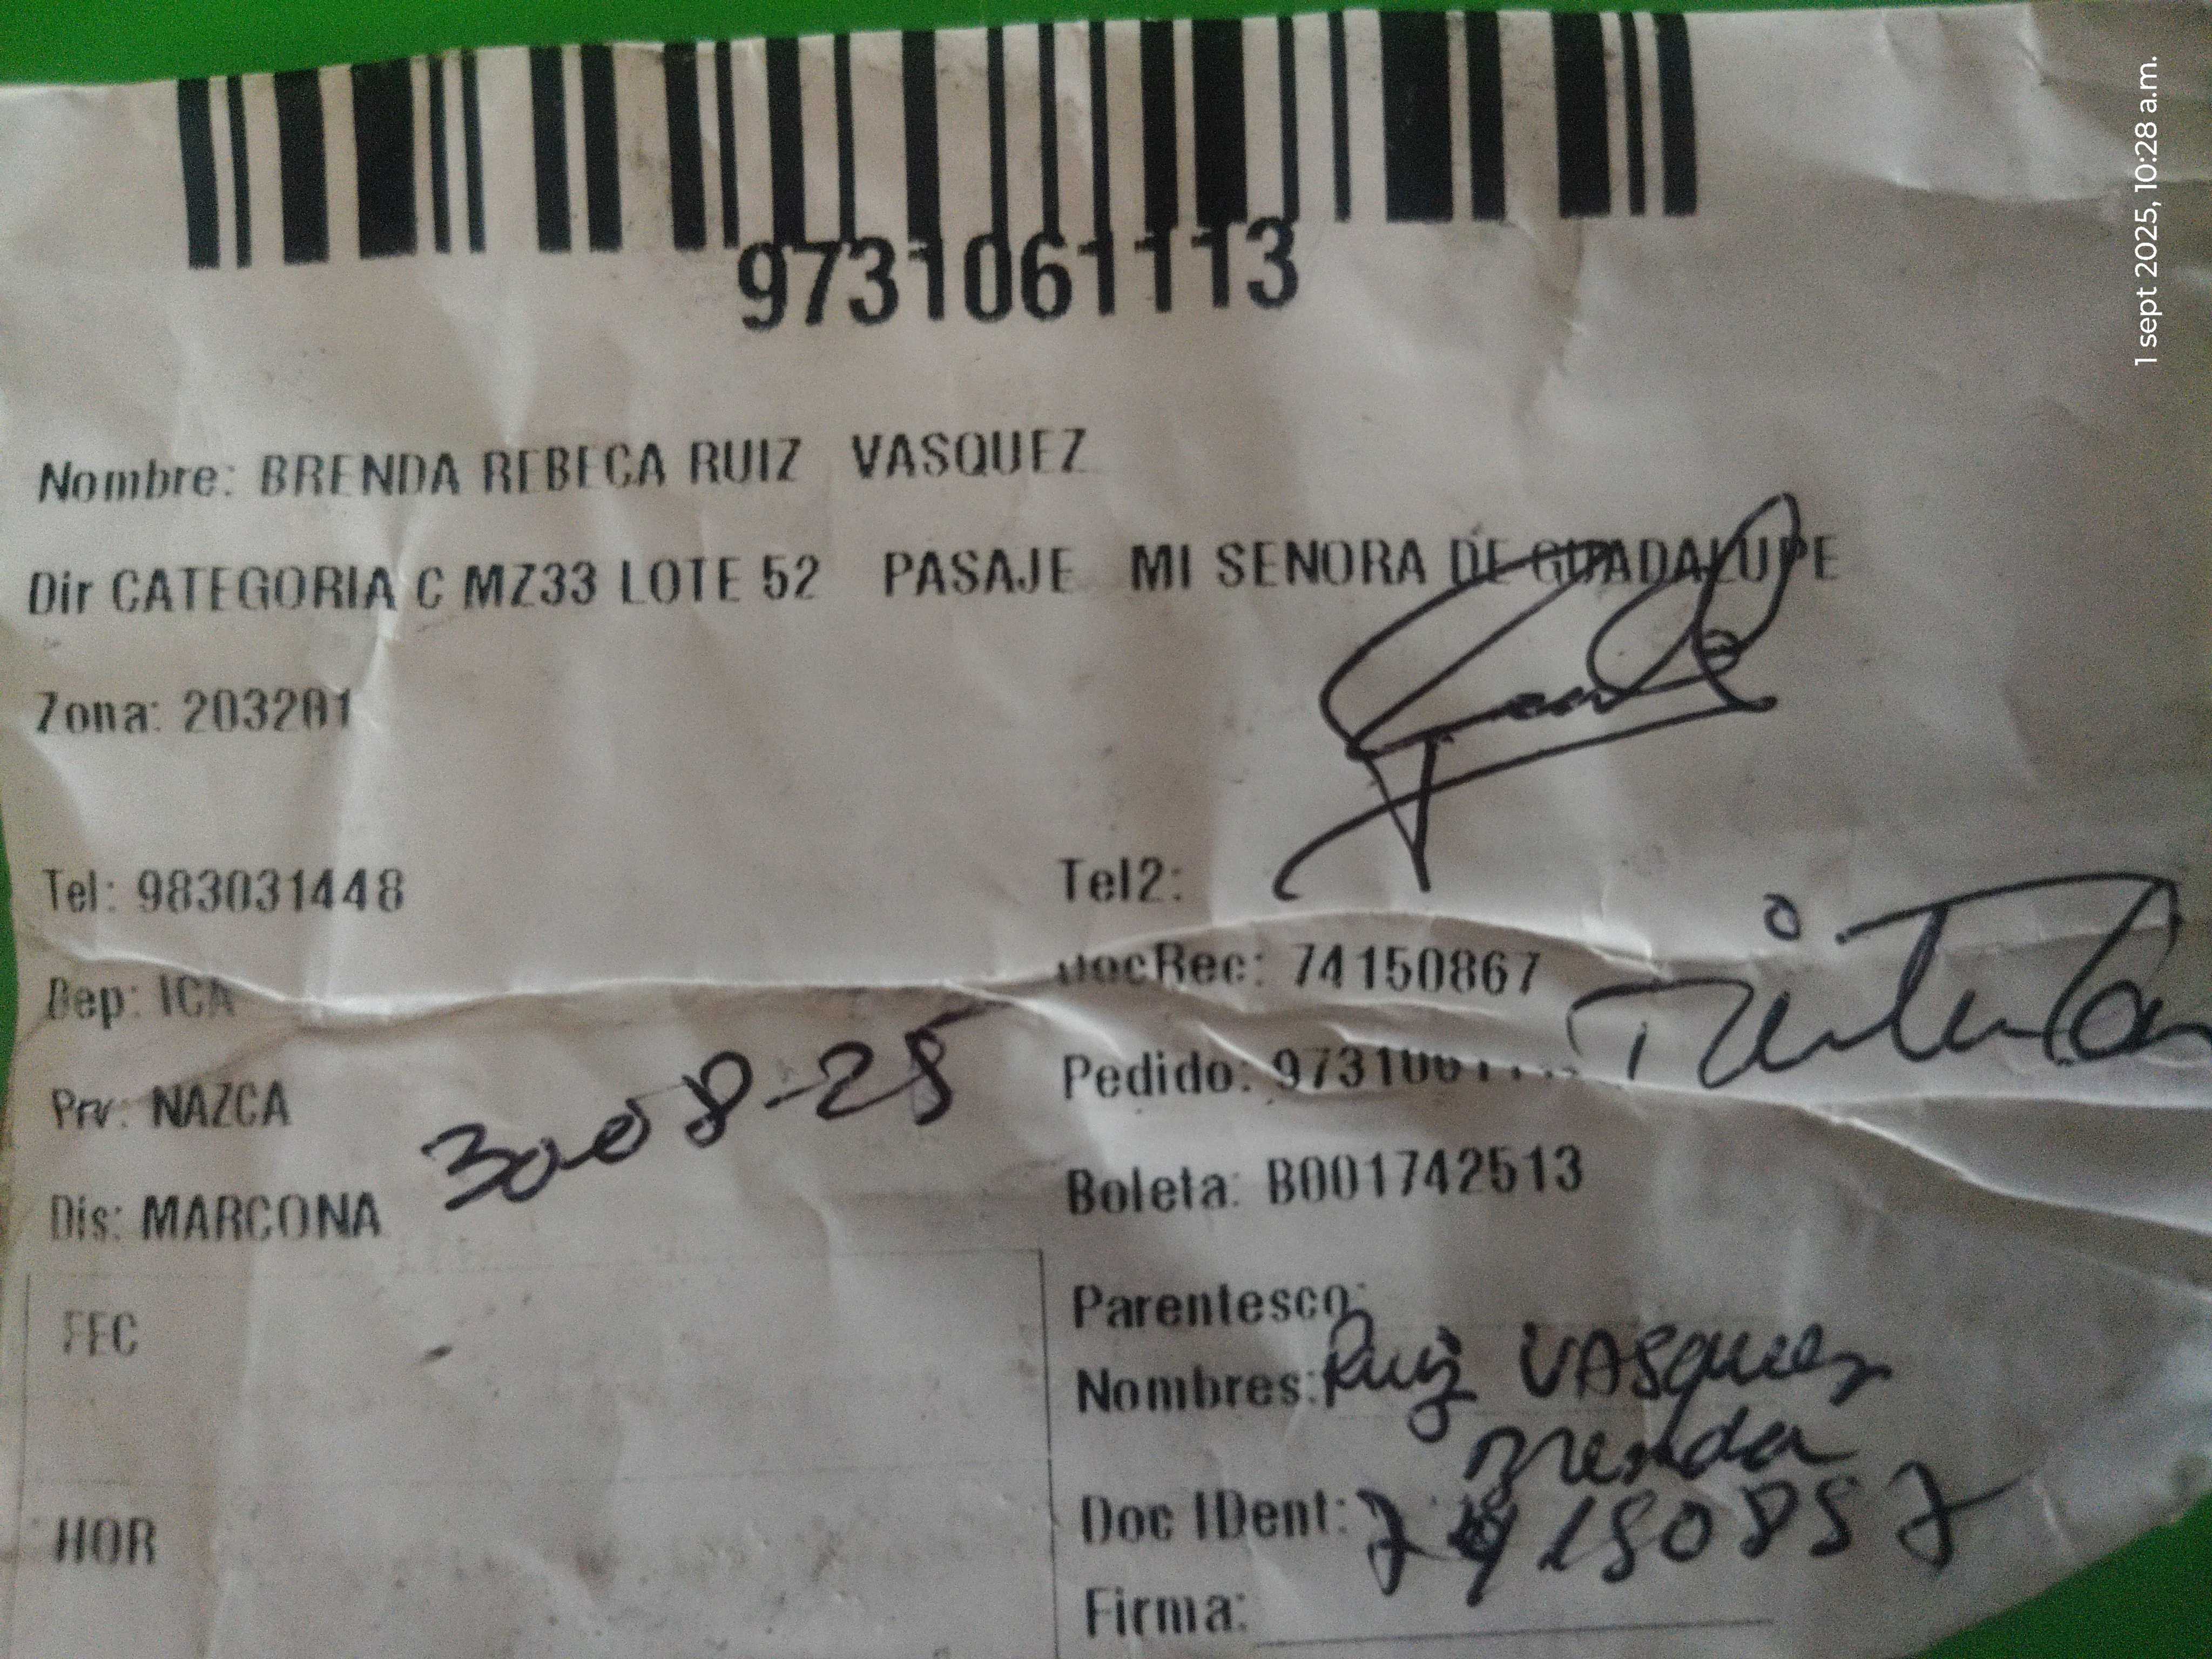 9731061113
Nombre: BRENDA REBECA RUIZ VASQUEZ
Dir CATEGORIA C MZ33 LOTE 52 PASAJE MI SENORA DE GUADALUPE
Zona: 203201
Tel: 983031448
Tel2:
Dep: ICA
docRec: 74150867
Prv: NAZCA
30-08-25
Pedido:
Dis: MARCONA
Boleta: B001742513
FEC
Parentesco:
Nombres: Ruiz VASquez
Brenda
HOR
Doc IDent: 74150857
Firma:
1 sept 2025, 10:28 a.m.